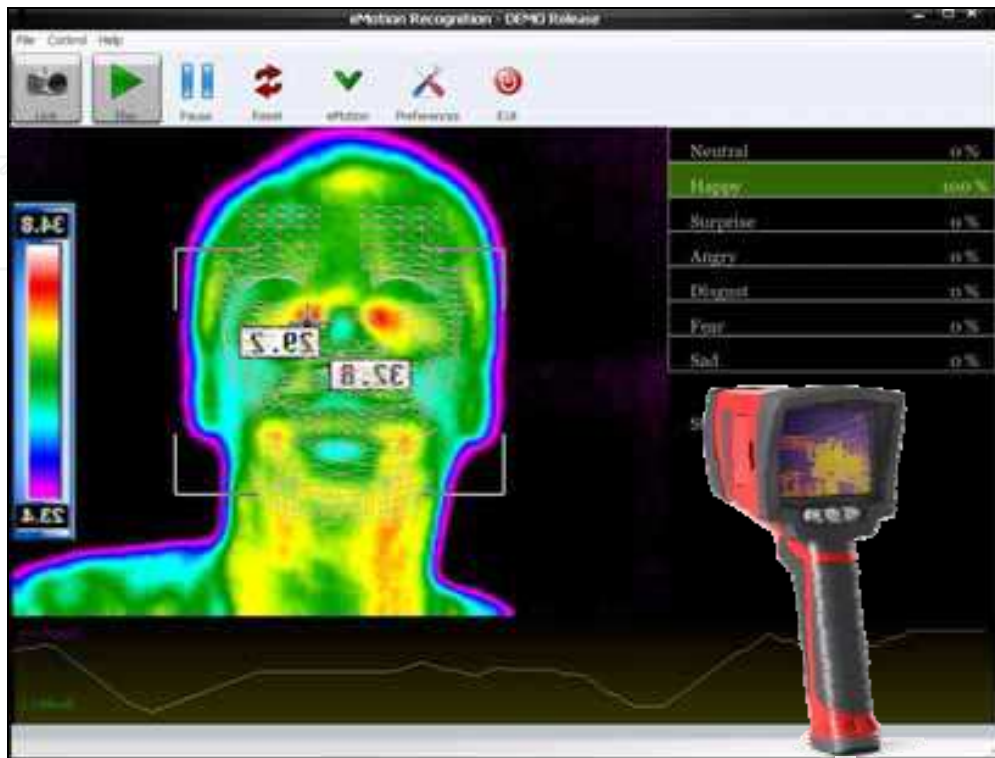 eMotion Recognition - DEMO Release
File Control Help
Play Pause Reset eMotion Preferences Exit
Neutral 0 %
Happy 100 %
Surprise 0 %
Angry 0 %
Disgust 0 %
Fear 0 %
Sad 0 %
34.8
29.2
32.8
23.4